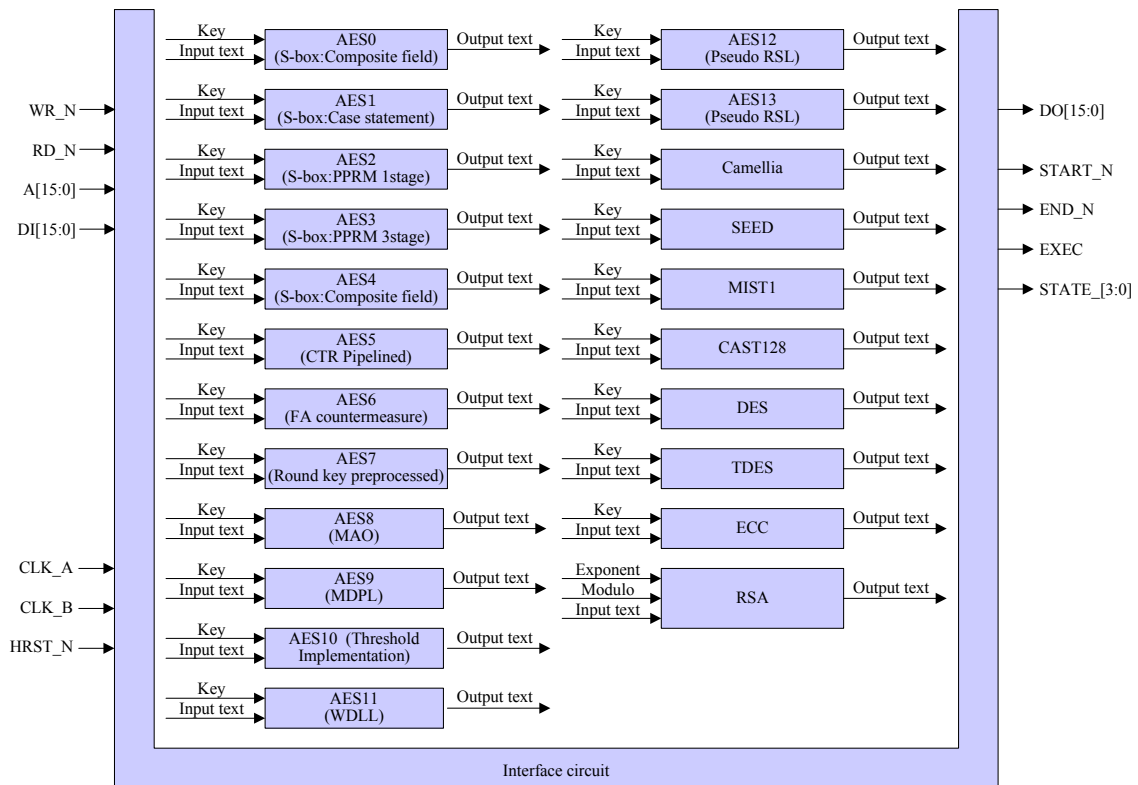 WR_N
RD_N
A[15:0]
DI[15:0]
CLK_A
CLK_B
HRST_N
Key
Input text
AES0
(S-box:Composite field)
Output text
Key
Input text
AES1
(S-box:Case statement)
Output text
Key
Input text
AES2
(S-box:PPRM 1stage)
Output text
Key
Input text
AES3
(S-box:PPRM 3stage)
Output text
Key
Input text
AES4
(S-box:Composite field)
Output text
Key
Input text
AES5
(CTR Pipelined)
Output text
Key
Input text
AES6
(FA countermeasure)
Output text
Key
Input text
AES7
(Round key preprocessed)
Output text
Key
Input text
AES8
(MAO)
Output text
Key
Input text
AES9
(MDPL)
Output text
Key
Input text
AES10 (Threshold
Implementation)
Output text
Key
Input text
AES11
(WDLL)
Output text
Key
Input text
AES12
(Pseudo RSL)
Output text
Key
Input text
AES13
(Pseudo RSL)
Output text
Key
Input text
Camellia
Output text
Key
Input text
SEED
Output text
Key
Input text
MIST1
Output text
Key
Input text
CAST128
Output text
Key
Input text
DES
Output text
Key
Input text
TDES
Output text
Key
Input text
ECC
Output text
Exponent
Modulo
Input text
RSA
Output text
DO[15:0]
START_N
END_N
EXEC
STATE_[3:0]
Interface circuit